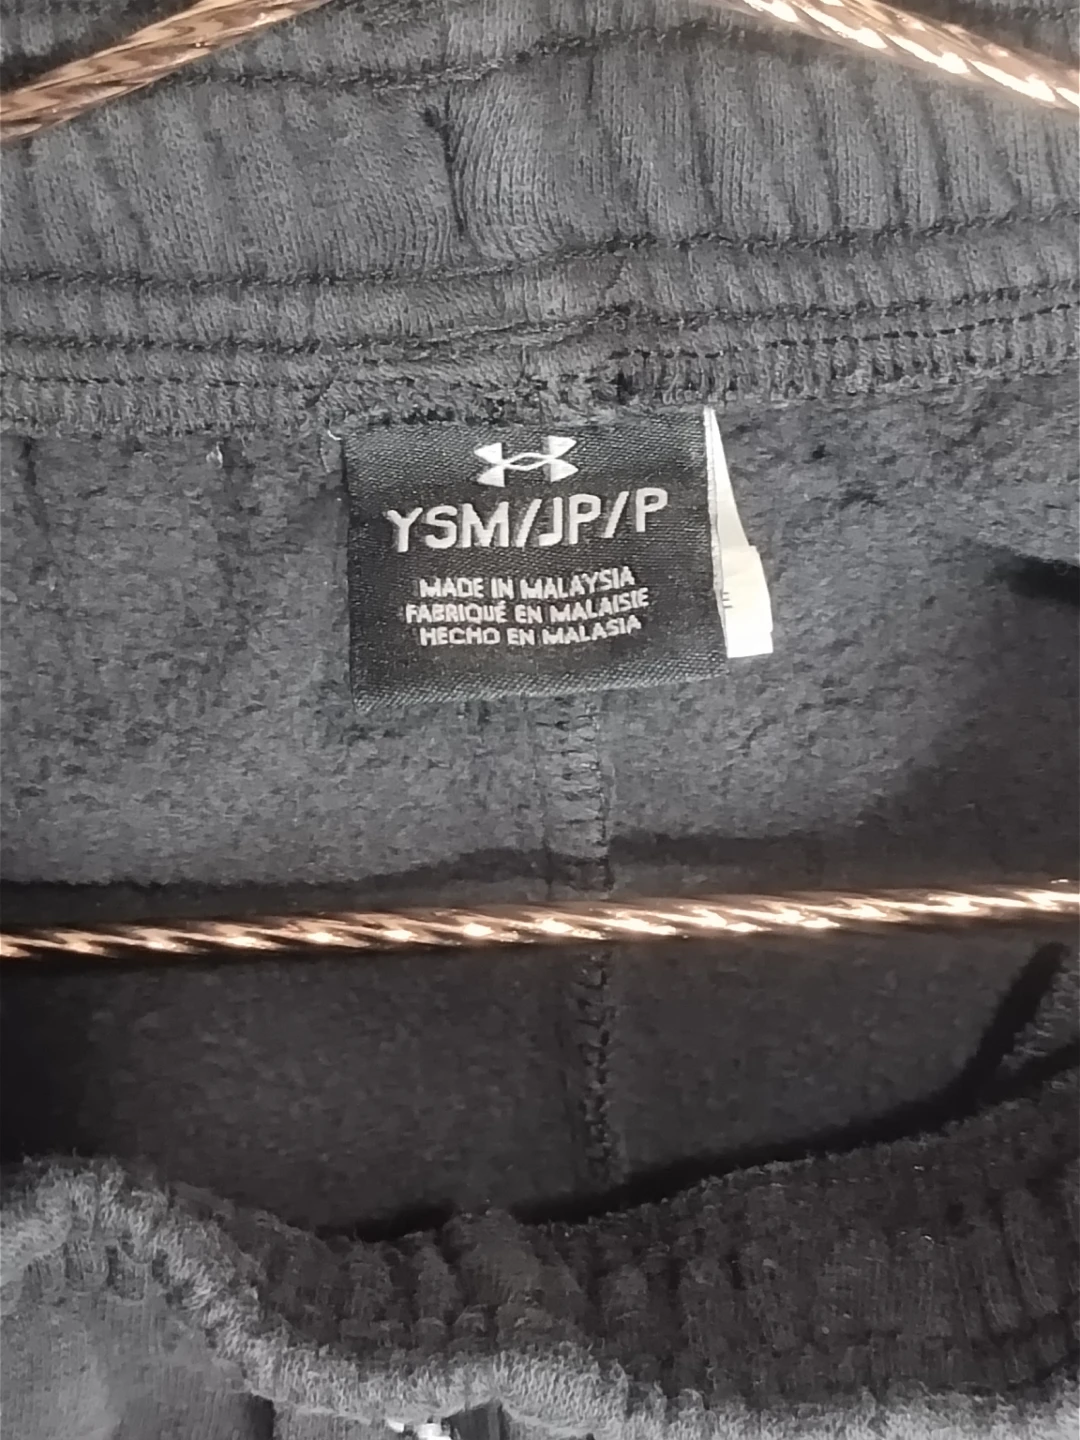 YSM/JP/P
MADE IN MALAYSIA
FABRIQUÉ EN MALAISIE
HECHO EN MALASIA